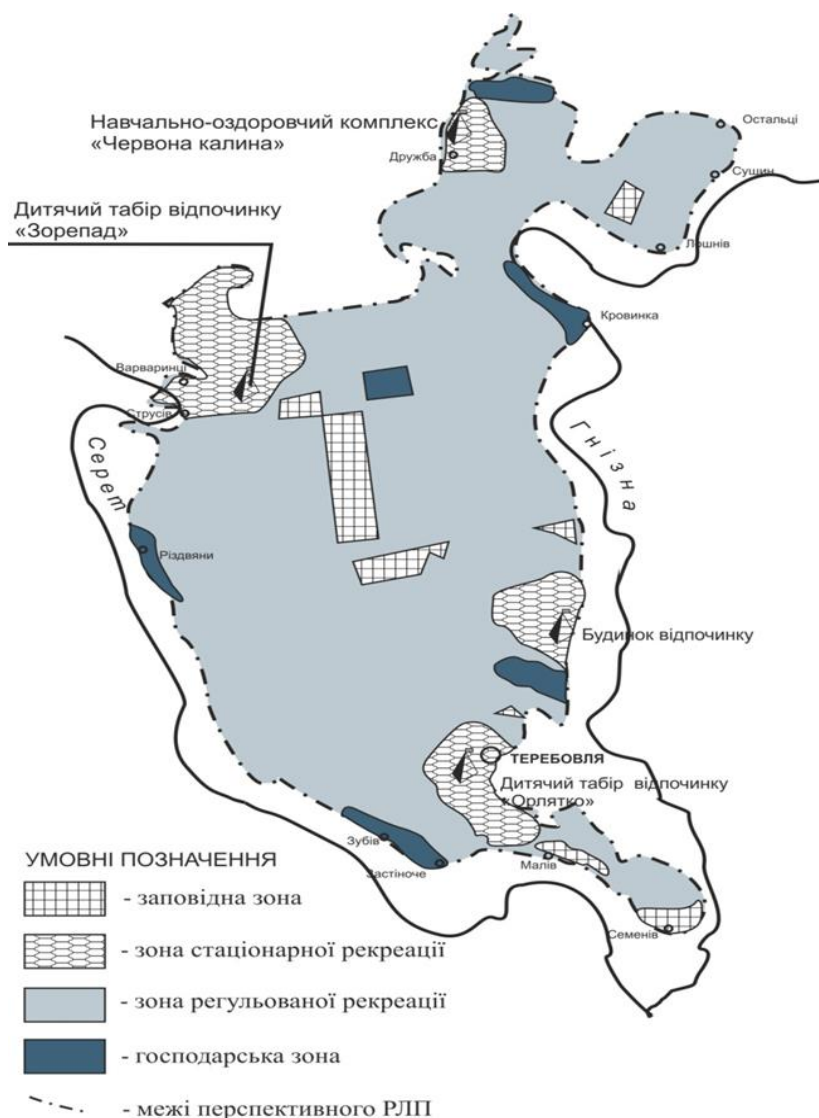 Навчально-оздоровчий комплекс
«Червона калина»
Дружба
Остальці
Сущин
Лошнів
Дитячий табір відпочинку
«Зорепад»
Кровинка
Варваринці
Струсів
Серет
Гнізна
Різдвяни
Будинок відпочинку
ТЕРЕБОВЛЯ
Дитячий табір відпочинку
«Орлятко»
Зубів
Застіноче
Малів
Семенів
УМОВНІ ПОЗНАЧЕННЯ
- заповідна зона
- зона стаціонарної рекреації
- зона регульованої рекреації
- господарська зона
- межі перспективного РЛП